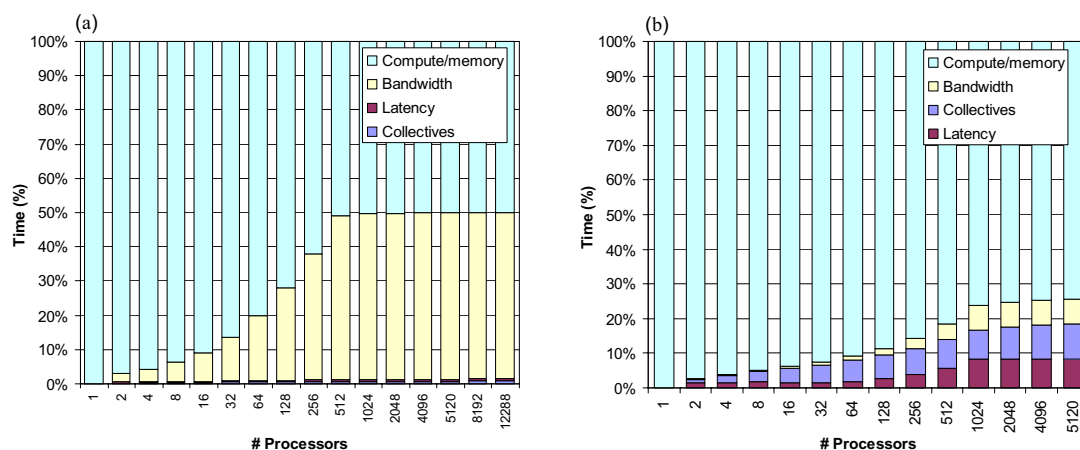 (a)
100%
90%
80%
70%
60%
50%
40%
30%
20%
10%
0%
Time (%)
Compute/memory
Bandwidth
Latency
Collectives
1 2 4 8 16 32 64 128 256 512 1024 2048 4096 5120 8192 12288
# Processors
(b)
100%
90%
80%
70%
60%
50%
40%
30%
20%
10%
0%
Time (%)
Compute/memory
Bandwidth
Collectives
Latency
1 2 4 8 16 32 64 128 256 512 1024 2048 4096 5120
# Processors